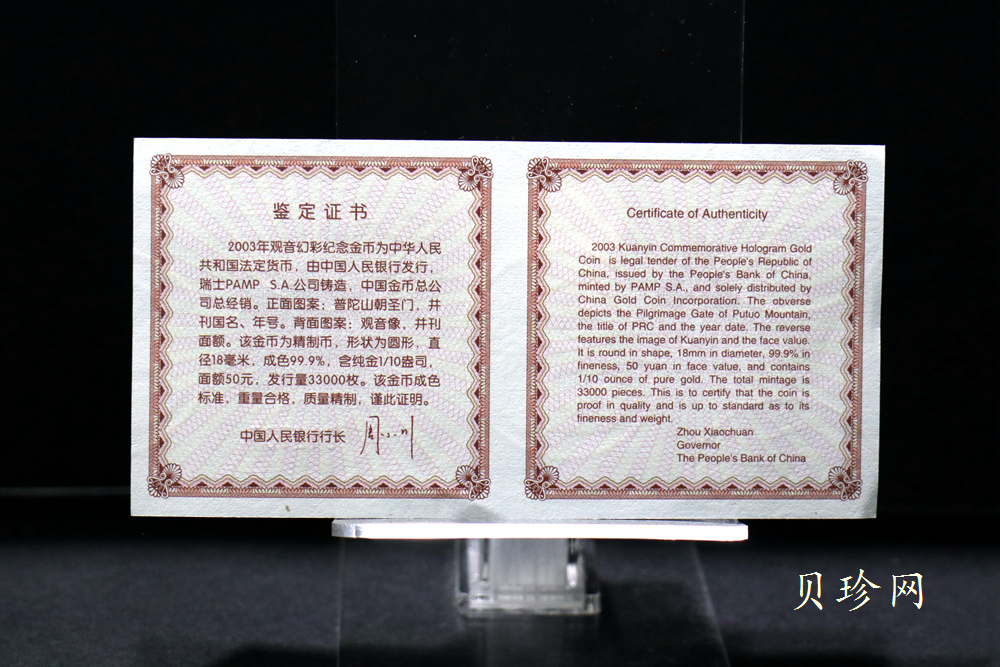 鉴定证书
2003年观音幻彩纪念金币为中华人民
共和国法定货币，由中国人民银行发行，
瑞士PAMP S.A.公司铸造，中国金币总公
司总经销。正面图案：普陀山朝圣门，并
刊国名、年号。背面图案：观音像，并刊
面额。该金币为精制币，形状为圆形，直
径18毫米，成色99.9%，含纯金1/10盎司，
面额50元，发行量33000枚。该金币成色
标准，重量合格，质量精制，谨此证明。
中国人民银行行长
Certificate of Authenticity
2003 Kuanyin Commemorative Hologram Gold
Coin is legal tender of the People's Republic of
China, issued by the People's Bank of China,
minted by PAMP S.A., and solely distributed by
China Gold Coin Incorporation. The obverse
depicts the Pilgrimage Gate of Putuo Mountain,
the title of PRC and the year date. The reverse
features the image of Kuanyin and the face value.
It is round in shape, 18mm in diameter, 99.9% in
fineness, 50 yuan in face value, and contains
1/10 ounce of pure gold. The total mintage is
33000 pieces. This is to certify that the coin is
proof in quality and is up to standard as to its
fineness and weight.
Zhou Xiaochuan
Governor
The People's Bank of China
贝珍网